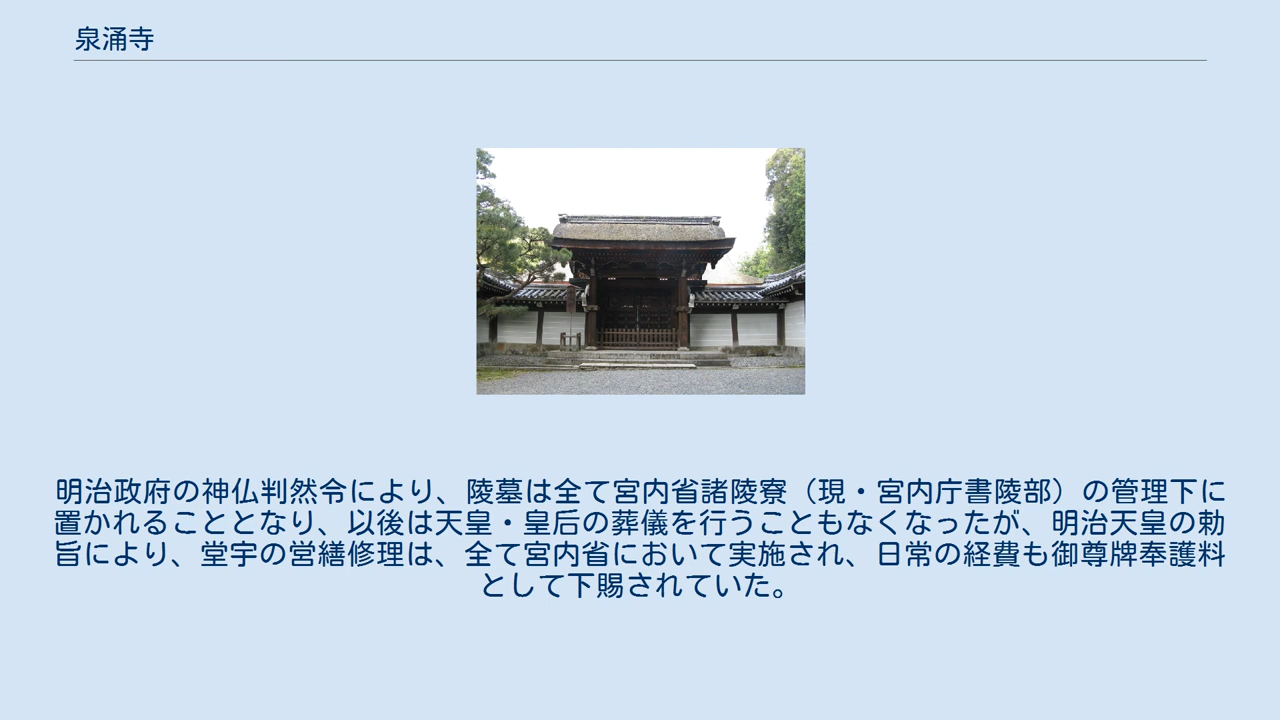 泉涌寺
明治政府の神仏判然令により、陵墓は全て宮内省諸陵寮（現・宮内庁書陵部）の管理下に
置かれることとなり、以後は天皇・皇后の葬儀を行うこともなくなったが、明治天皇の勅
旨により、堂宇の営繕修理は、全て宮内省において実施され、日常の経費も御尊牌奉護料
として下賜されていた。